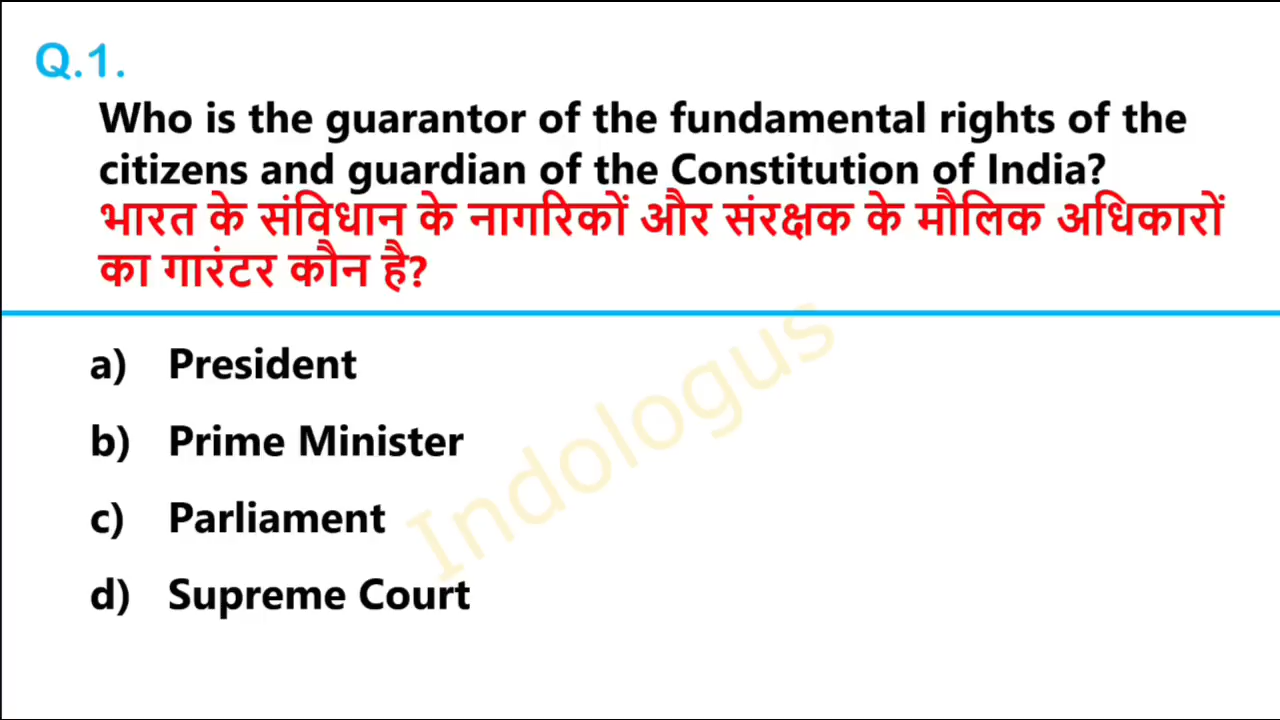 Q.1.
Who is the guarantor of the fundamental rights of the
citizens and guardian of the Constitution of India?
भारत के संविधान के नागरिकों और संरक्षक के मौलिक अधिकारों
का गारंटर कौन है?
a) President
b) Prime Minister
c) Parliament
d) Supreme Court
Indologus